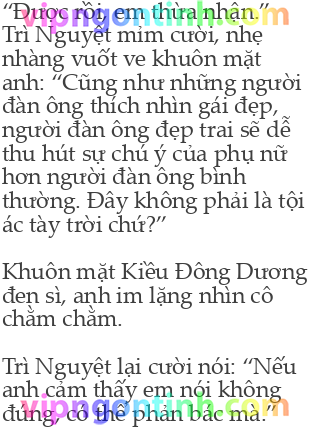 “Được rồi, em thừa nhận.”
vipngontinh.com
Trì Nguyệt mỉm cười, nhẹ
nhàng vuốt ve khuôn mặt
anh: “Cũng như những người
đàn ông thích nhìn gái đẹp,
người đàn ông đẹp trai sẽ dễ
thu hút sự chú ý của phụ nữ
hơn người đàn ông bình
thường. Đây không phải là tội
ác tày trời chứ?”
Khuôn mặt Kiều Đông Dương
đen sì, anh im lặng nhìn cô
chằm chằm.
Trì Nguyệt lại cười nói: “Nếu
anh cảm thấy em nói không
đúng, có thể phản bác mà.”
vipngontinh.com